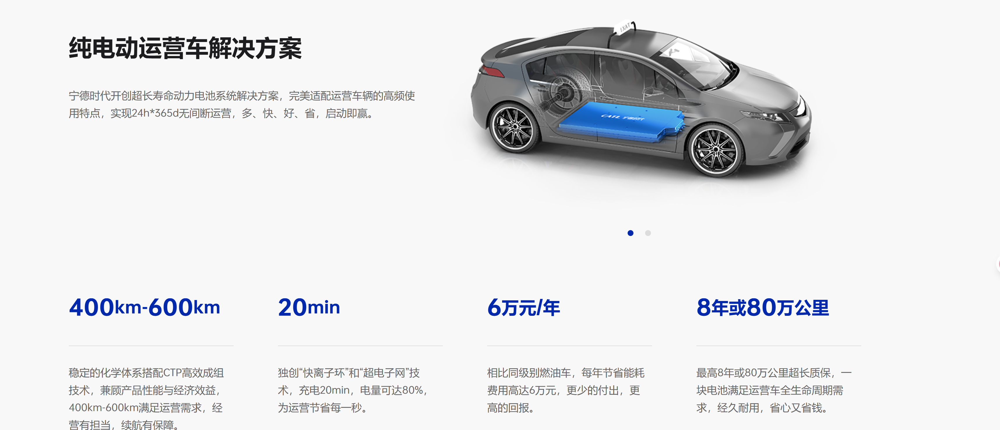 纯电动运营车解决方案
宁德时代开创超长寿命动力电池系统解决方案，完美适配运营车辆的高频使
用特点，实现24h*365d无间断运营，多、快、好、省，启动即赢。
TAXI
CATL 宁德时代
400km-600km
稳定的化学体系搭配CTP高效成组
技术，兼顾产品性能与经济效益，
400km-600km满足运营需求，经
营有担当，续航有保障。
20min
独创“快离子环”和“超电子网”技
术，充电20min，电量可达80%，
为运营节省每一秒。
6万元/年
相比同级别燃油车，每年节省能耗
费用高达6万元，更少的付出，更
高的回报。
8年或80万公里
最高8年或80万公里超长质保，一
块电池满足运营车全生命周期需
求，经久耐用，省心又省钱。